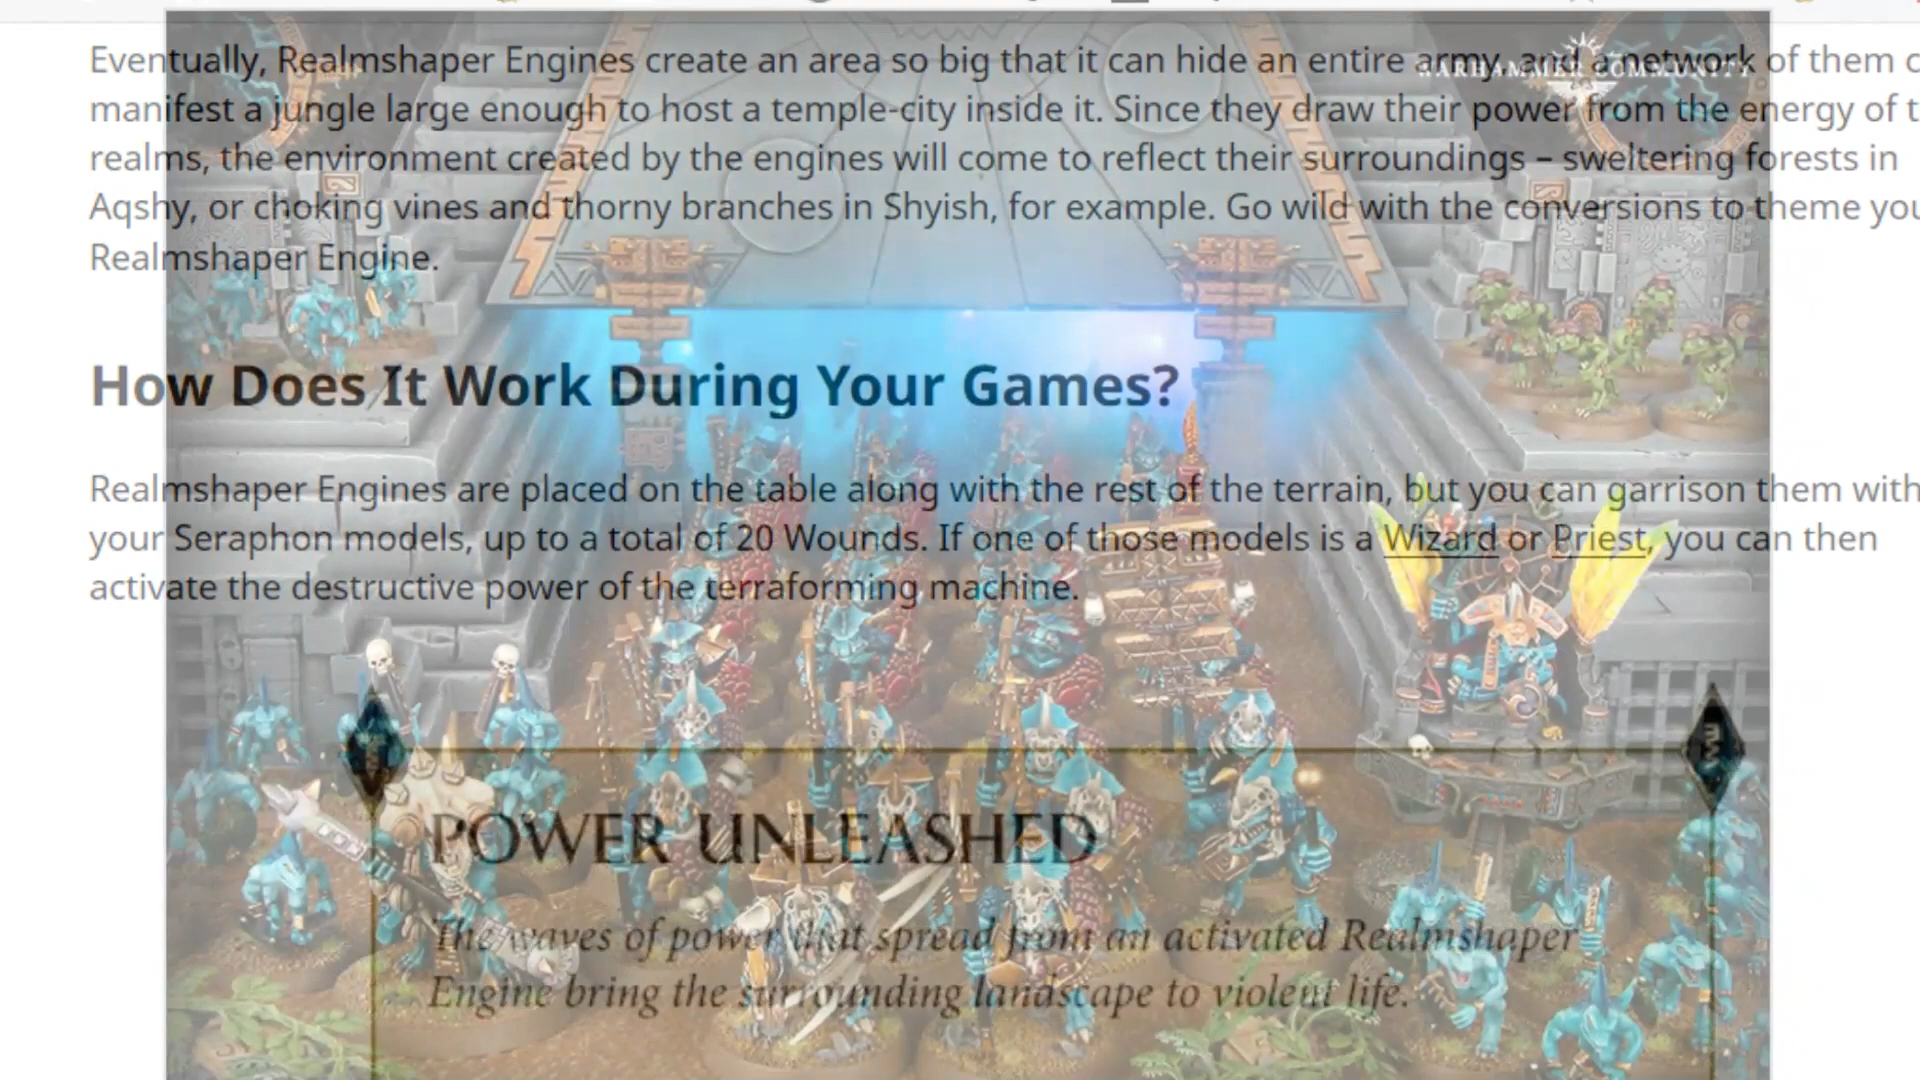 Eventually, Realmshaper Engines create an area so big that it can hide an entire army, and a network of them
manifest a jungle large enough to host a temple-city inside it. Since they draw their power from the energy of
realms, the environment created by the engines will come to reflect their surroundings – sweltering forests in
Aqshy, or choking vines and thorny branches in Shyish, for example. Go wild with the conversions to theme
Realmshaper Engine.
WARHAMMER COMMUNITY
How Does It Work During Your Games?
Realmshaper Engines are placed on the table along with the rest of the terrain, but you can garrison them with
your Seraphon models, up to a total of 20 Wounds. If one of those models is a Wizard or Priest, you can then
activate the destructive power of the terraforming machine.
POWER UNLEASHED
The waves of power that spread from an activated Realmshaper
Engine bring the surrounding landscape to violent life.